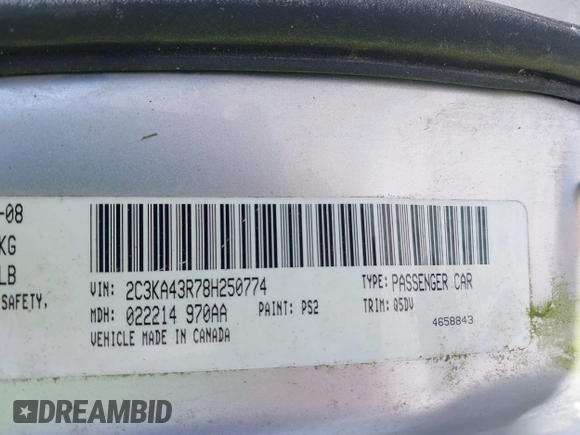 -08
KG
LB
SAFETY,
VIN: 2C3KA43R78H250774
TYPE: PASSENGER CAR
MDH: 022214 970AA
PAINT: PS2
TRIM: Q5DV
VEHICLE MADE IN CANADA
4658843
DREAMBID